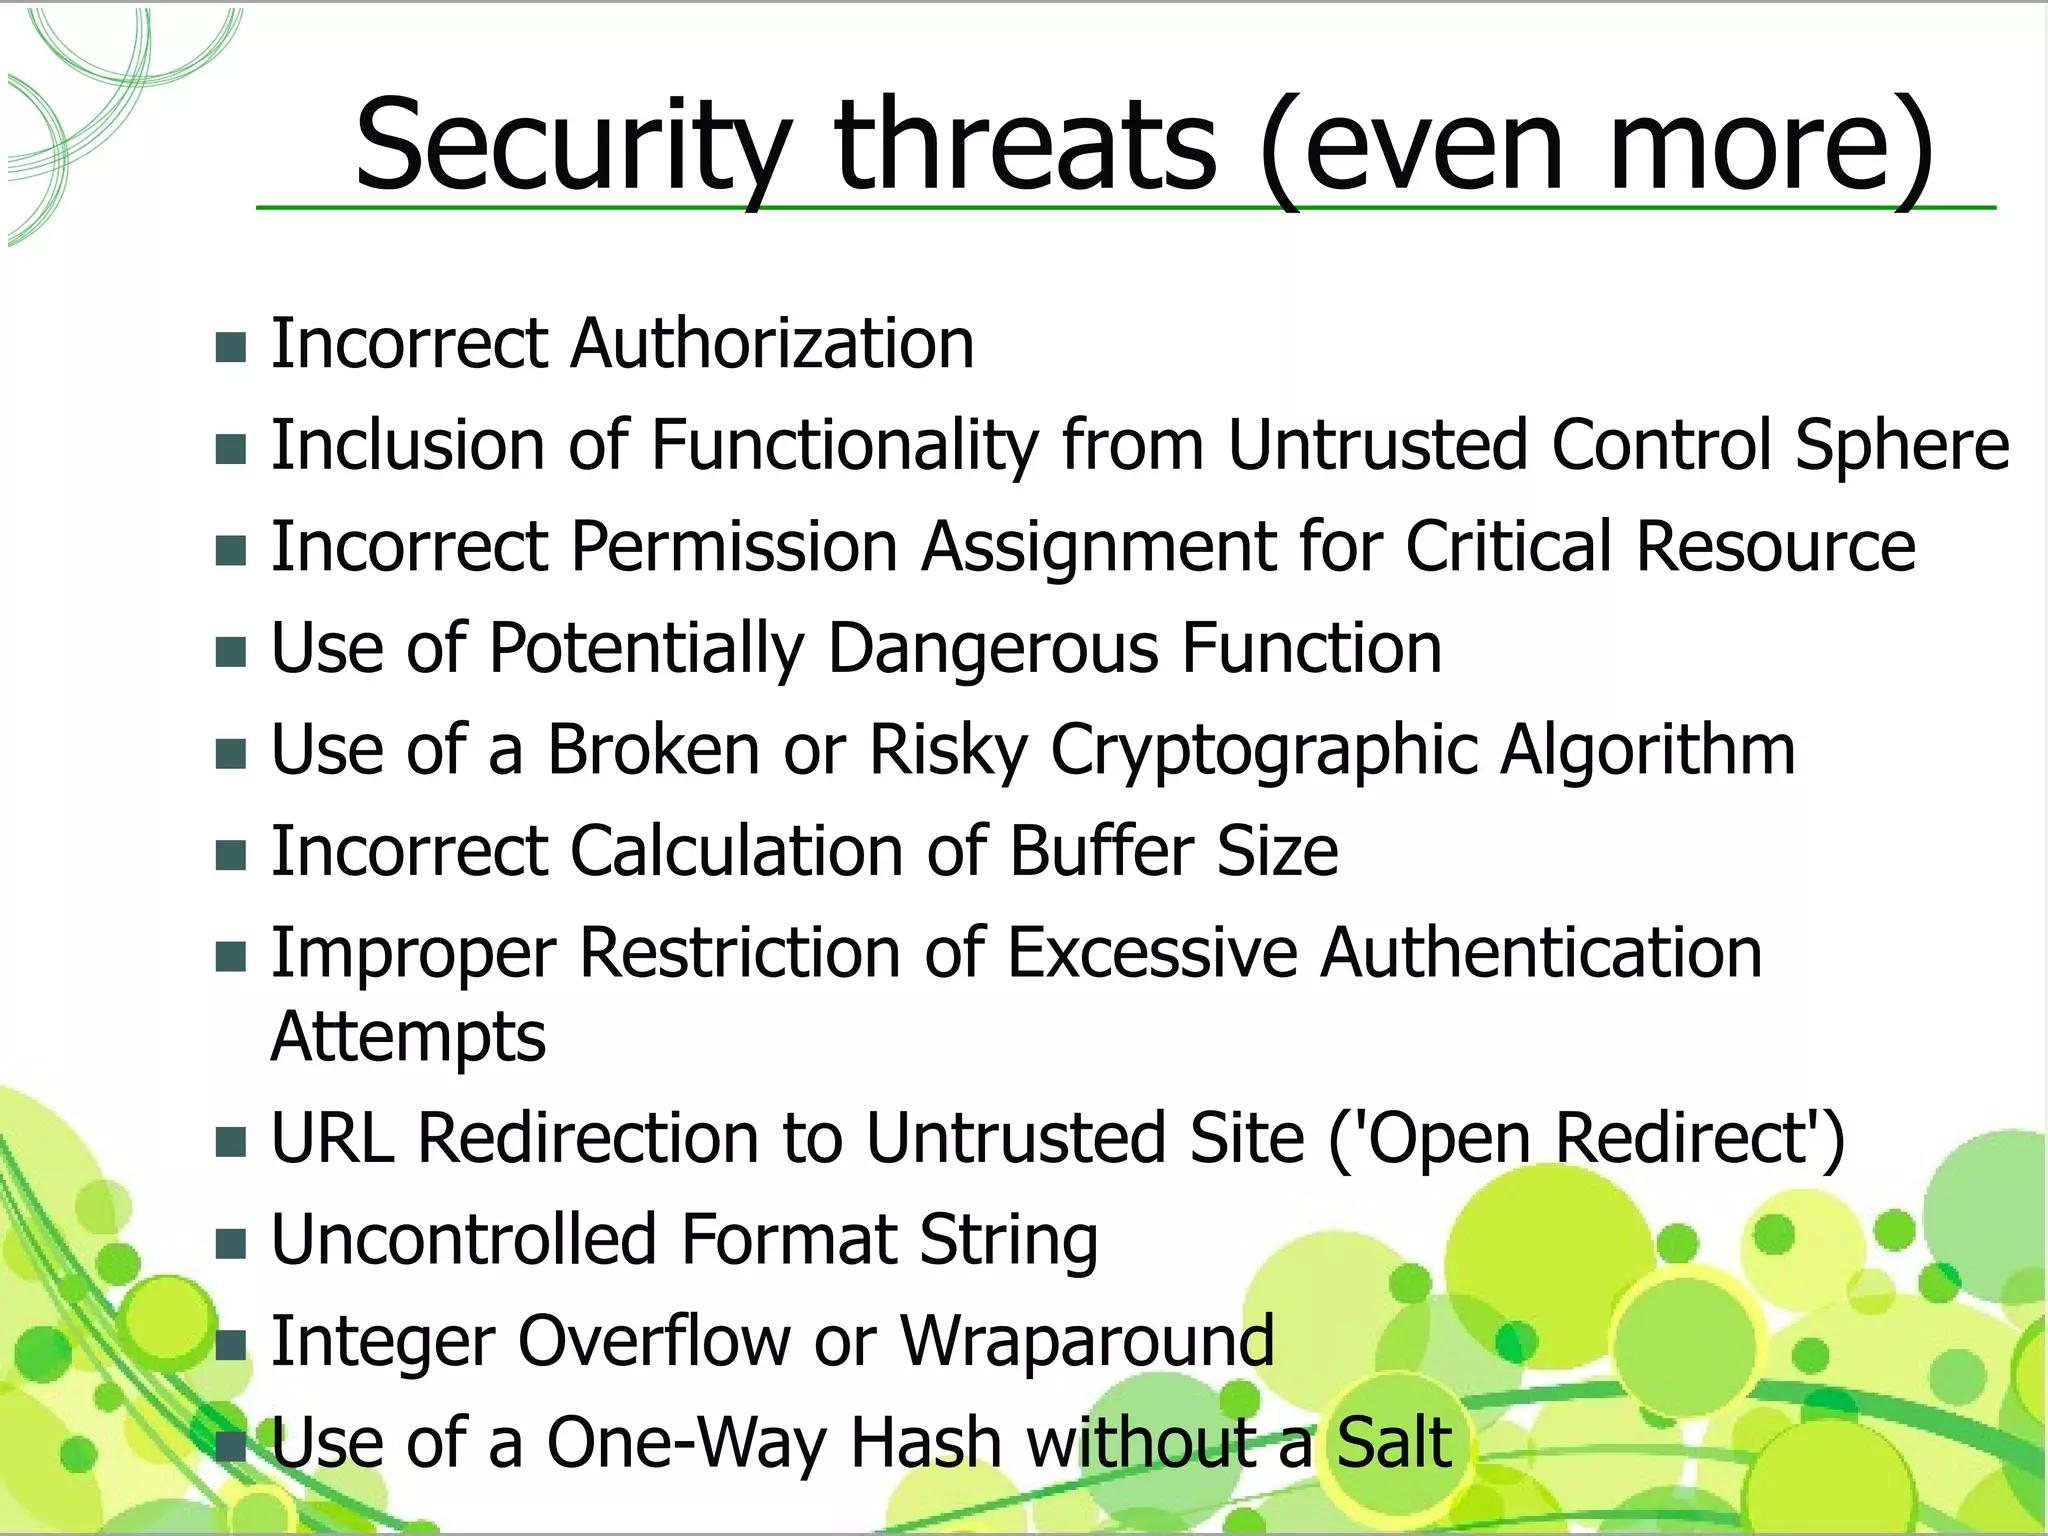 Security threats (even more)
Incorrect Authorization
Inclusion of Functionality from Untrusted Control Sphere
Incorrect Permission Assignment for Critical Resource
Use of Potentially Dangerous Function
Use of a Broken or Risky Cryptographic Algorithm
Incorrect Calculation of Buffer Size
Improper Restriction of Excessive Authentication
Attempts
URL Redirection to Untrusted Site ('Open Redirect')
Uncontrolled Format String
Integer Overflow or Wraparound
Use of a One-Way Hash without a Salt